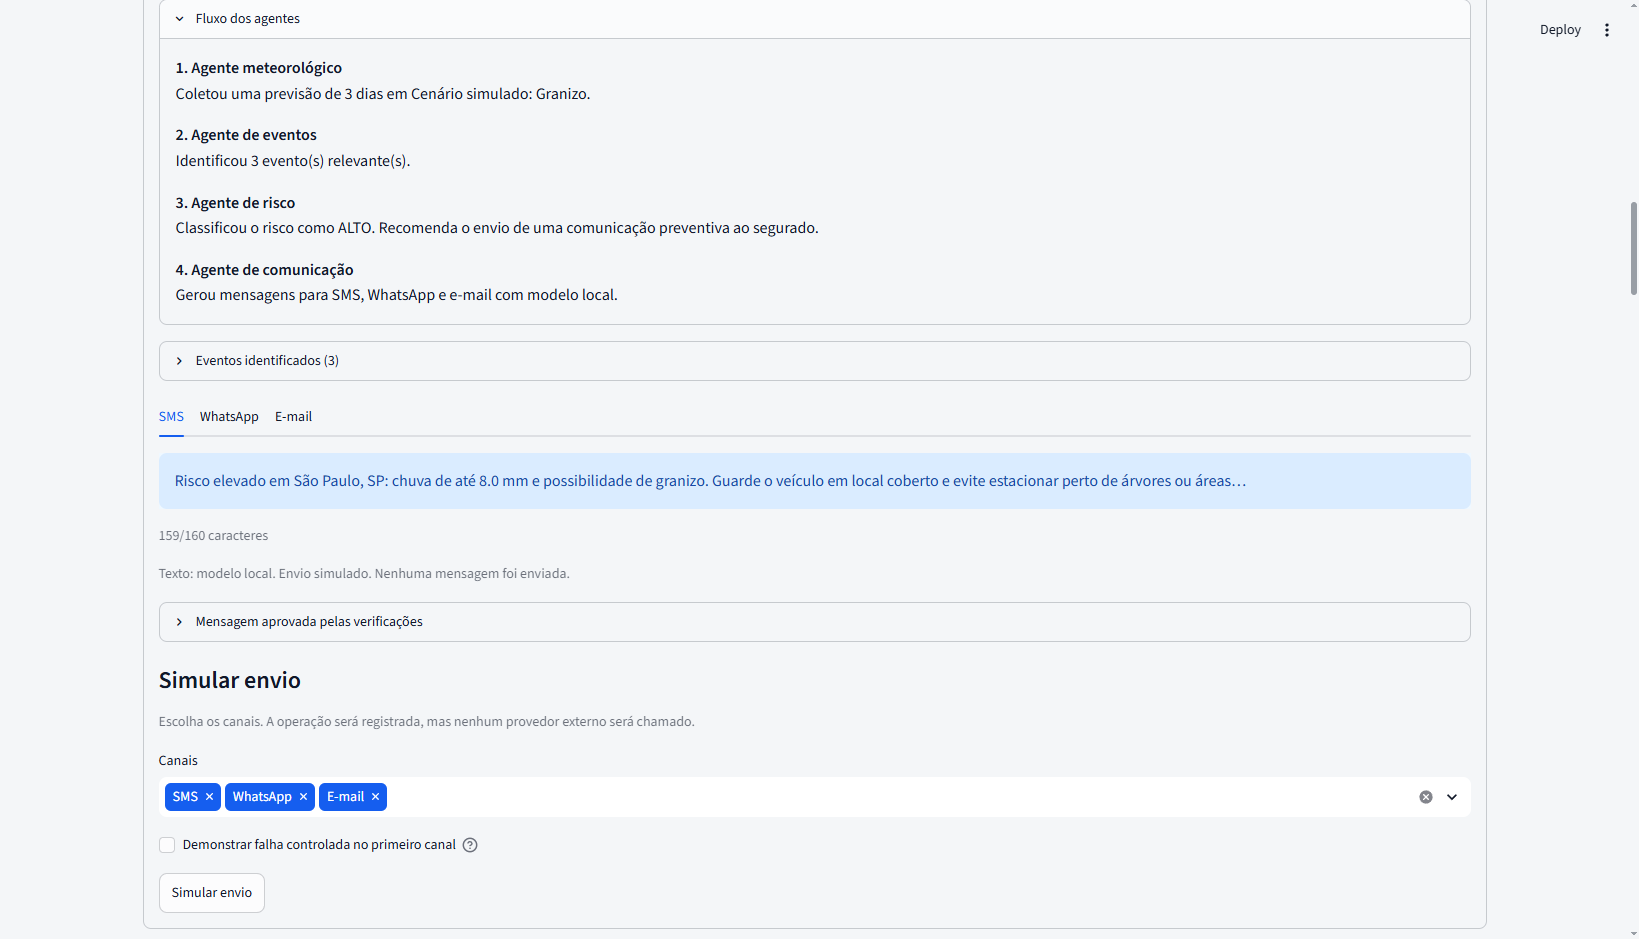 Fluxo dos agentes
Deploy
1. Agente meteorológico
Coletou uma previsão de 3 dias em Cenário simulado: Granizo.
2. Agente de eventos
Identificou 3 evento(s) relevante(s).
3. Agente de risco
Classificou o risco como ALTO. Recomenda o envio de uma comunicação preventiva ao segurado.
4. Agente de comunicação
Gerou mensagens para SMS, WhatsApp e e-mail com modelo local.
Eventos identificados (3)
SMS WhatsApp E-mail
Risco elevado em São Paulo, SP: chuva de até 8.0 mm e possibilidade de granizo. Guarde o veículo em local coberto e evite estacionar perto de árvores ou áreas…
159/160 caracteres
Texto: modelo local. Envio simulado. Nenhuma mensagem foi enviada.
Mensagem aprovada pelas verificações
Simular envio
Escolha os canais. A operação será registrada, mas nenhum provedor externo será chamado.
Canais
SMS × WhatsApp × E-mail ×
Demonstrar falha controlada no primeiro canal ?
Simular envio